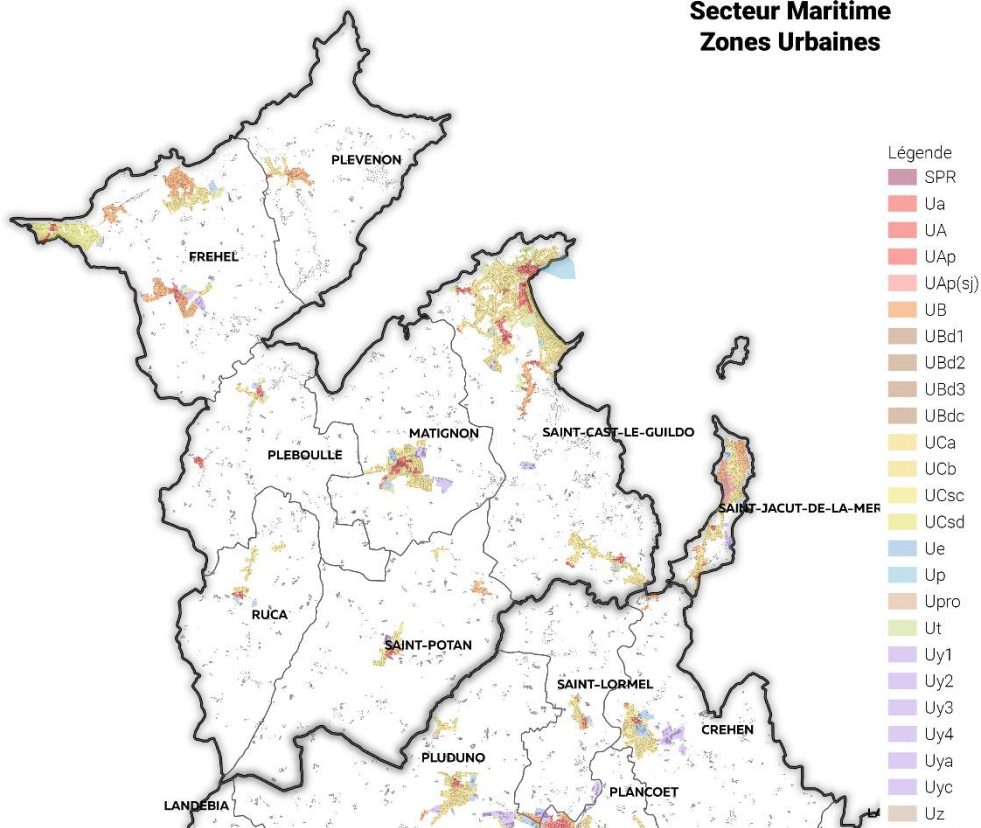 Secteur Maritime
Zones Urbaines
PLEVENON
FREHEL
MATIGNON
SAINT-CAST-LE-GUILDO
PLEBOULLE
SAINT-JACUT-DE-LA-MER
RUCA
SAINT-POTAN
SAINT-LORMEL
CREHEN
PLUDUNO
PLANCOET
LANDEBIA
Légende
SPR
Ua
UA
UAp
UAp(sj)
UB
UBd1
UBd2
UBd3
UBdc
UCa
UCb
UCsc
UCsd
Ue
Up
Upro
Ut
Uy1
Uy2
Uy3
Uy4
Uya
Uyc
Uz